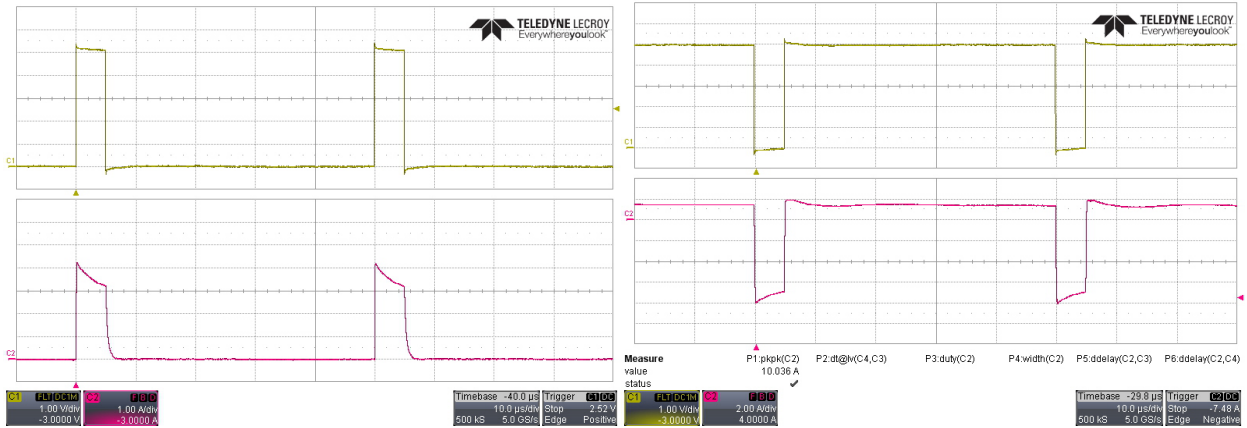 TELEDYNE LECROY
Everywhereyoulook™
C1
C2
C1 FLT DC1M
1.00 V/div
-3.0000 V
C2 F B D
1.00 A/div
-3.0000 A
Timebase -40.0 µs
10.0 µs/div
500 kS 5.0 GS/s
Trigger C1 DC
Stop 2.52 V
Edge Positive
TELEDYNE LECROY
Everywhereyoulook™
C1
C2
Measure P1:pkpk(C2) P2:dt@lv(C4,C3) P3:duty(C2) P4:width(C2) P5:ddelay(C2,C3) P6:ddelay(C2,C4)
value 10.036 A
status ✓
C1 FLT DC1M
1.00 V/div
-3.0000 V
C2 F B D
2.00 A/div
4.0000 A
Timebase -29.8 µs
10.0 µs/div
500 kS 5.0 GS/s
Trigger C2 DC
Stop -7.48 A
Edge Negative